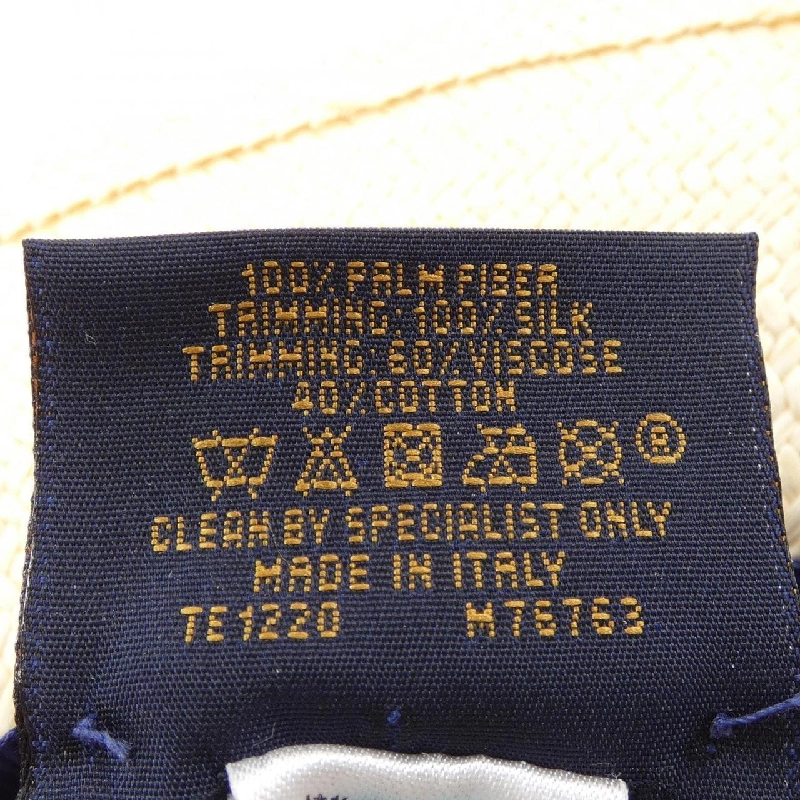 100% PALM FIBER
TRIMMING: 100% SILK
TRIMMING: 60% VISCOSE
40% COTTON
®
CLEAN BY SPECIALIST ONLY
MADE IN ITALY
TE1220 M76763